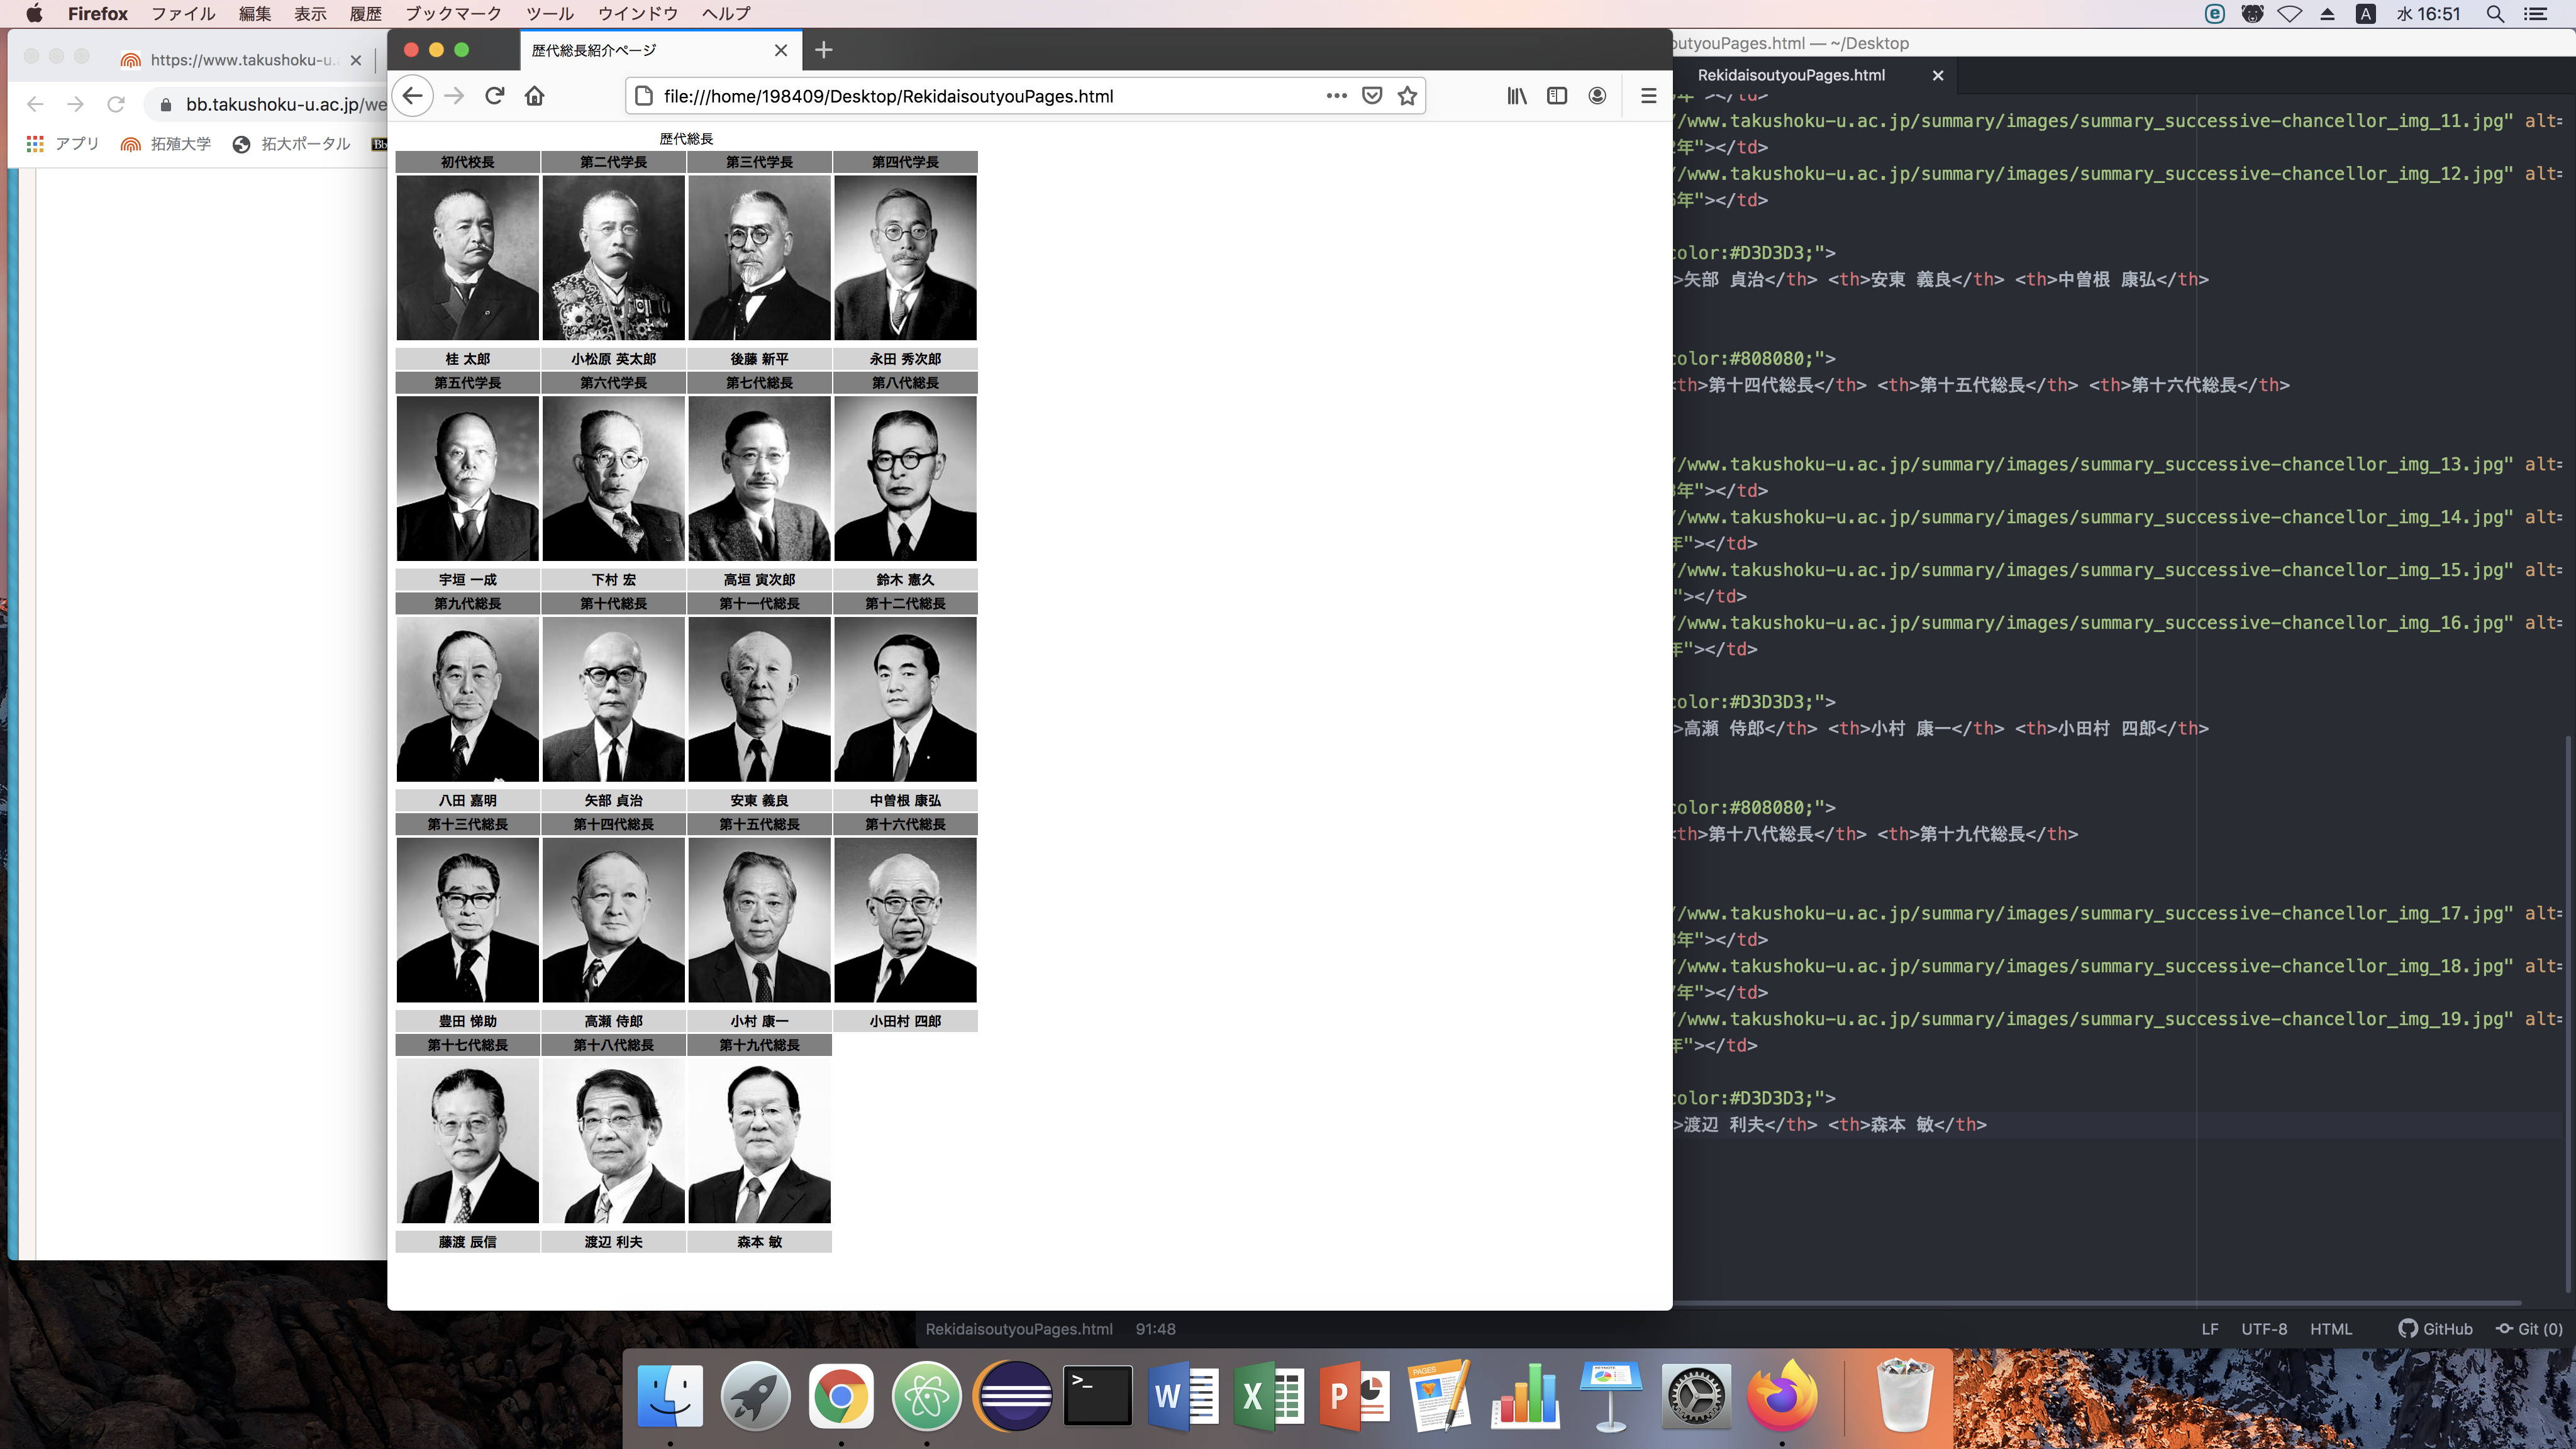 Firefox ファイル 編集 表示 履歴 ブックマーク ツール ウインドウ ヘルプ
A 水 16:51
https://www.takushoku-u.a
bb.takushoku-u.ac.jp/we
アプリ 拓殖大学 拓大ポータル Bb
歴代総長紹介ページ
file:///home/198409/Desktop/RekidaisoutyouPages.html
歴代総長
初代校長 第二代学長 第三代学長 第四代学長
桂 太郎 小松原 英太郎 後藤 新平 永田 秀次郎
第五代学長 第六代学長 第七代総長 第八代総長
宇垣 一成 下村 宏 高垣 寅次郎 鈴木 憲久
第九代総長 第十代総長 第十一代総長 第十二代総長
八田 嘉明 矢部 貞治 安東 義良 中曽根 康弘
第十三代総長 第十四代総長 第十五代総長 第十六代総長
豊田 悌助 高瀬 侍郎 小村 康一 小田村 四郎
第十七代総長 第十八代総長 第十九代総長
藤渡 辰信 渡辺 利夫 森本 敏
outyouPages.html — ~/Desktop
RekidaisoutyouPages.html
年"></td>
//www.takushoku-u.ac.jp/summary/images/summary_successive-chancellor_img_11.jpg" alt=
年"></td>
//www.takushoku-u.ac.jp/summary/images/summary_successive-chancellor_img_12.jpg" alt=
年"></td>
color:#D3D3D3;">
>矢部 貞治</th> <th>安東 義良</th> <th>中曽根 康弘</th>
color:#808080;">
<th>第十四代総長</th> <th>第十五代総長</th> <th>第十六代総長</th>
//www.takushoku-u.ac.jp/summary/images/summary_successive-chancellor_img_13.jpg" alt=
年"></td>
//www.takushoku-u.ac.jp/summary/images/summary_successive-chancellor_img_14.jpg" alt=
年"></td>
//www.takushoku-u.ac.jp/summary/images/summary_successive-chancellor_img_15.jpg" alt=
"></td>
//www.takushoku-u.ac.jp/summary/images/summary_successive-chancellor_img_16.jpg" alt=
年"></td>
color:#D3D3D3;">
>高瀬 侍郎</th> <th>小村 康一</th> <th>小田村 四郎</th>
color:#808080;">
<th>第十八代総長</th> <th>第十九代総長</th>
//www.takushoku-u.ac.jp/summary/images/summary_successive-chancellor_img_17.jpg" alt=
年"></td>
//www.takushoku-u.ac.jp/summary/images/summary_successive-chancellor_img_18.jpg" alt=
年"></td>
//www.takushoku-u.ac.jp/summary/images/summary_successive-chancellor_img_19.jpg" alt=
年"></td>
color:#D3D3D3;">
>渡辺 利夫</th> <th>森本 敏</th>
RekidaisoutyouPages.html 91:48
LF UTF-8 HTML GitHub Git (0)
>_ W X P PAGES KEYNOTE